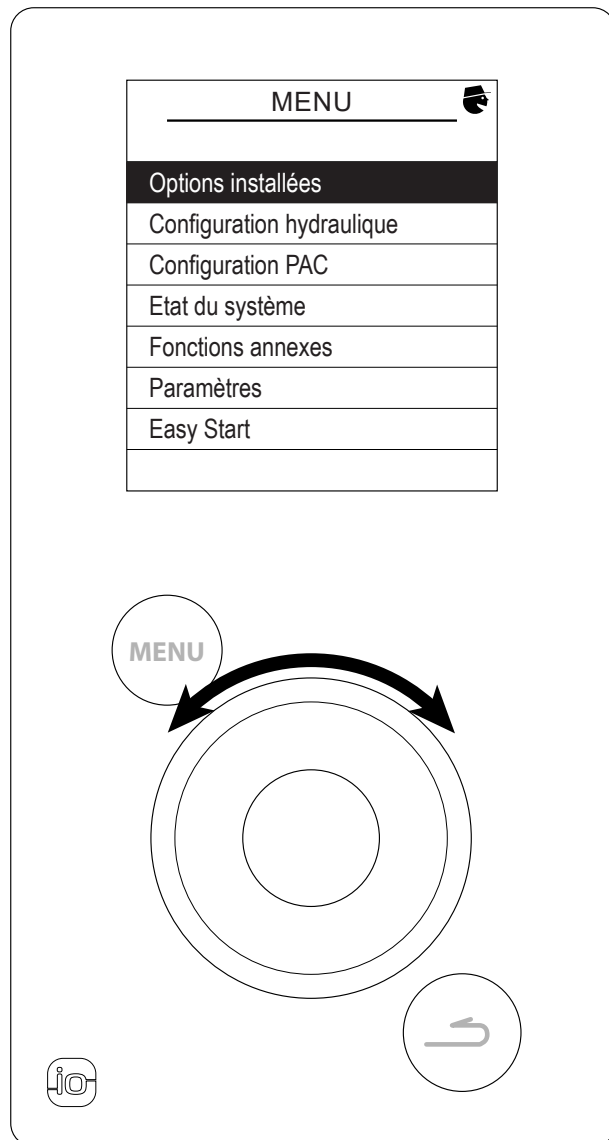 MENU
Options installées
Configuration hydraulique
Configuration PAC
Etat du système
Fonctions annexes
Paramètres
Easy Start
MENU
io